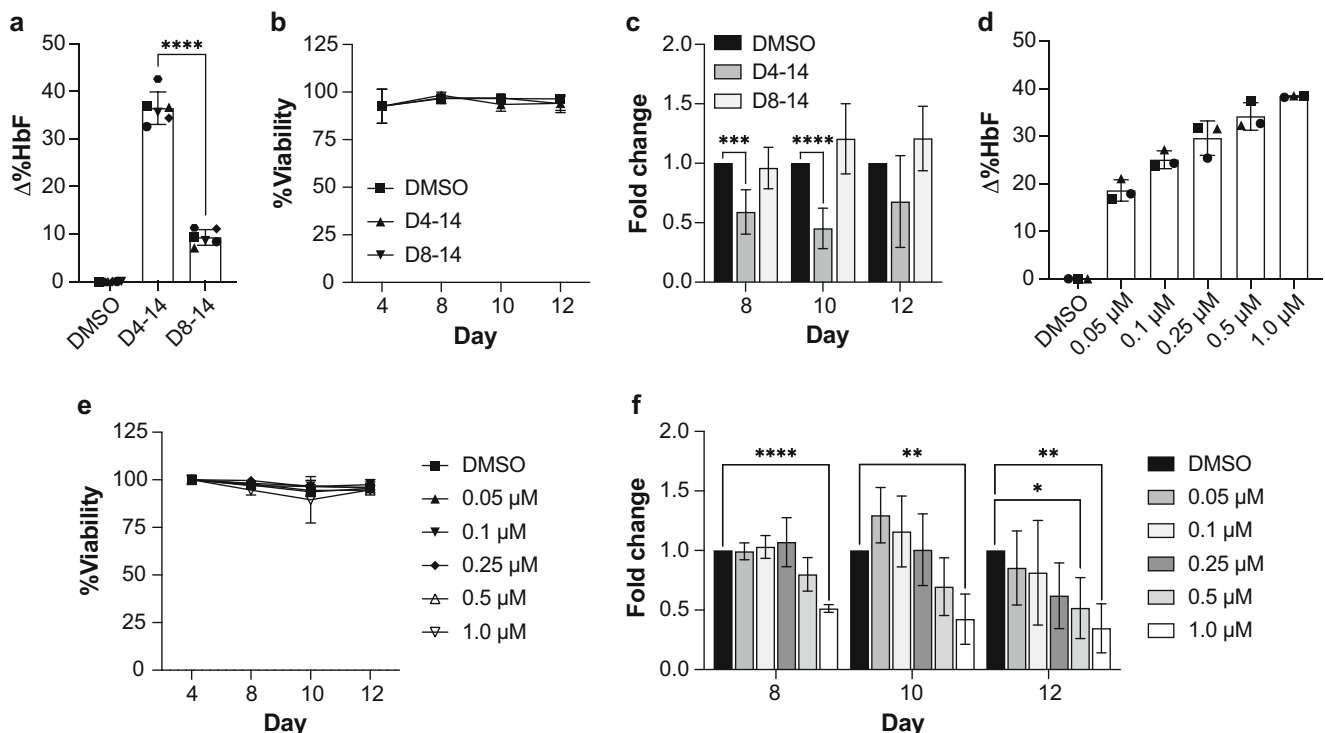 a
Δ%HbF
50
40
30
20
10
0
****
DMSO
D4-14
D8-14
b
%Viability
125
100
75
50
25
0
DMSO
D4-14
D8-14
4
8
10
12
Day
c
Fold change
2.0
1.5
1.0
0.5
0.0
DMSO
D4-14
D8-14
***
****
8
10
12
Day
d
Δ%HbF
50
40
30
20
10
0
DMSO
0.05 µM
0.1 µM
0.25 µM
0.5 µM
1.0 µM
e
%Viability
125
100
75
50
25
0
4
8
10
12
Day
DMSO
0.05 µM
0.1 µM
0.25 µM
0.5 µM
1.0 µM
f
Fold change
2.0
1.5
1.0
0.5
0.0
****
**
**
*
8
10
12
Day
DMSO
0.05 µM
0.1 µM
0.25 µM
0.5 µM
1.0 µM